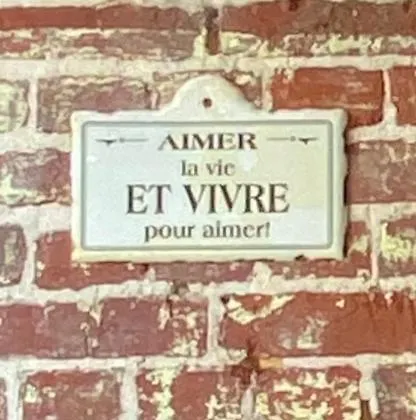 AIMER
la vie
ET VIVRE
pour aimer!